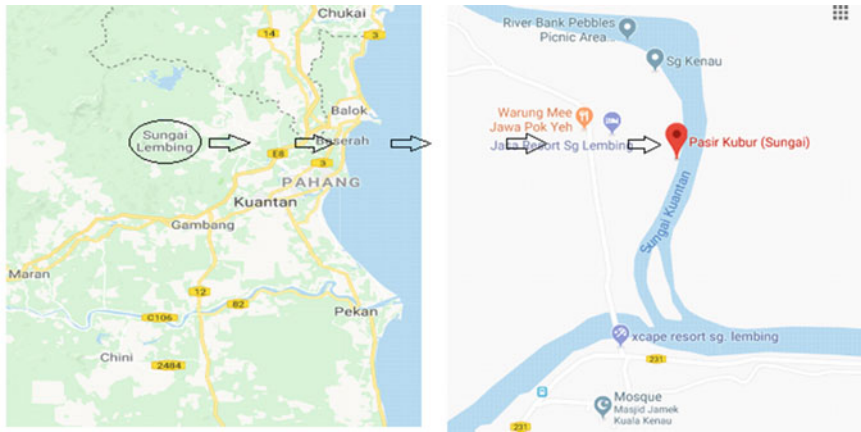 Chukai
14
3
Balok
Sungai
Lembing
Beserah
E8
3
PAHANG
Kuantan
Gambang
Maran
12
82
C106
Pekan
Chini
2484
River Bank Pebbles
Picnic Area...
Sg Kenau
Warung Mee
Jawa Pok Yeh
Jasa Resort Sg Lembing
Pasir Kubur (Sungai)
Sungai Kuantan
xcape resort sg. lembing
231
Mosque
Masjid Jamek
Kuala Kenau
231